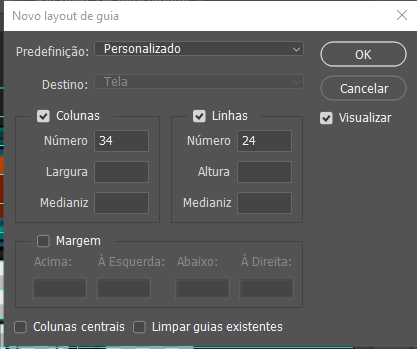 Novo layout de guia
Predefinição: Personalizado
OK
Destino: Tela
Cancelar
Colunas
Linhas
Visualizar
Número 34
Número 24
Largura
Altura
Medianiz
Medianiz
Margem
Acima: À Esquerda: Abaixo: À Direita:
Colunas centrais Limpar guias existentes